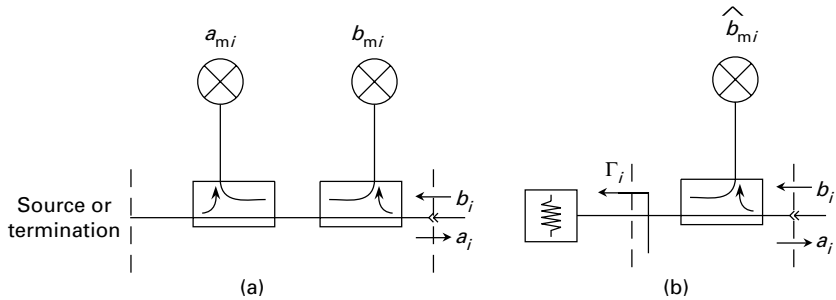 a_mi
b_mi
b̂_mi
Source or
termination
b_i
a_i
Γ_i
b_i
a_i
(a)
(b)